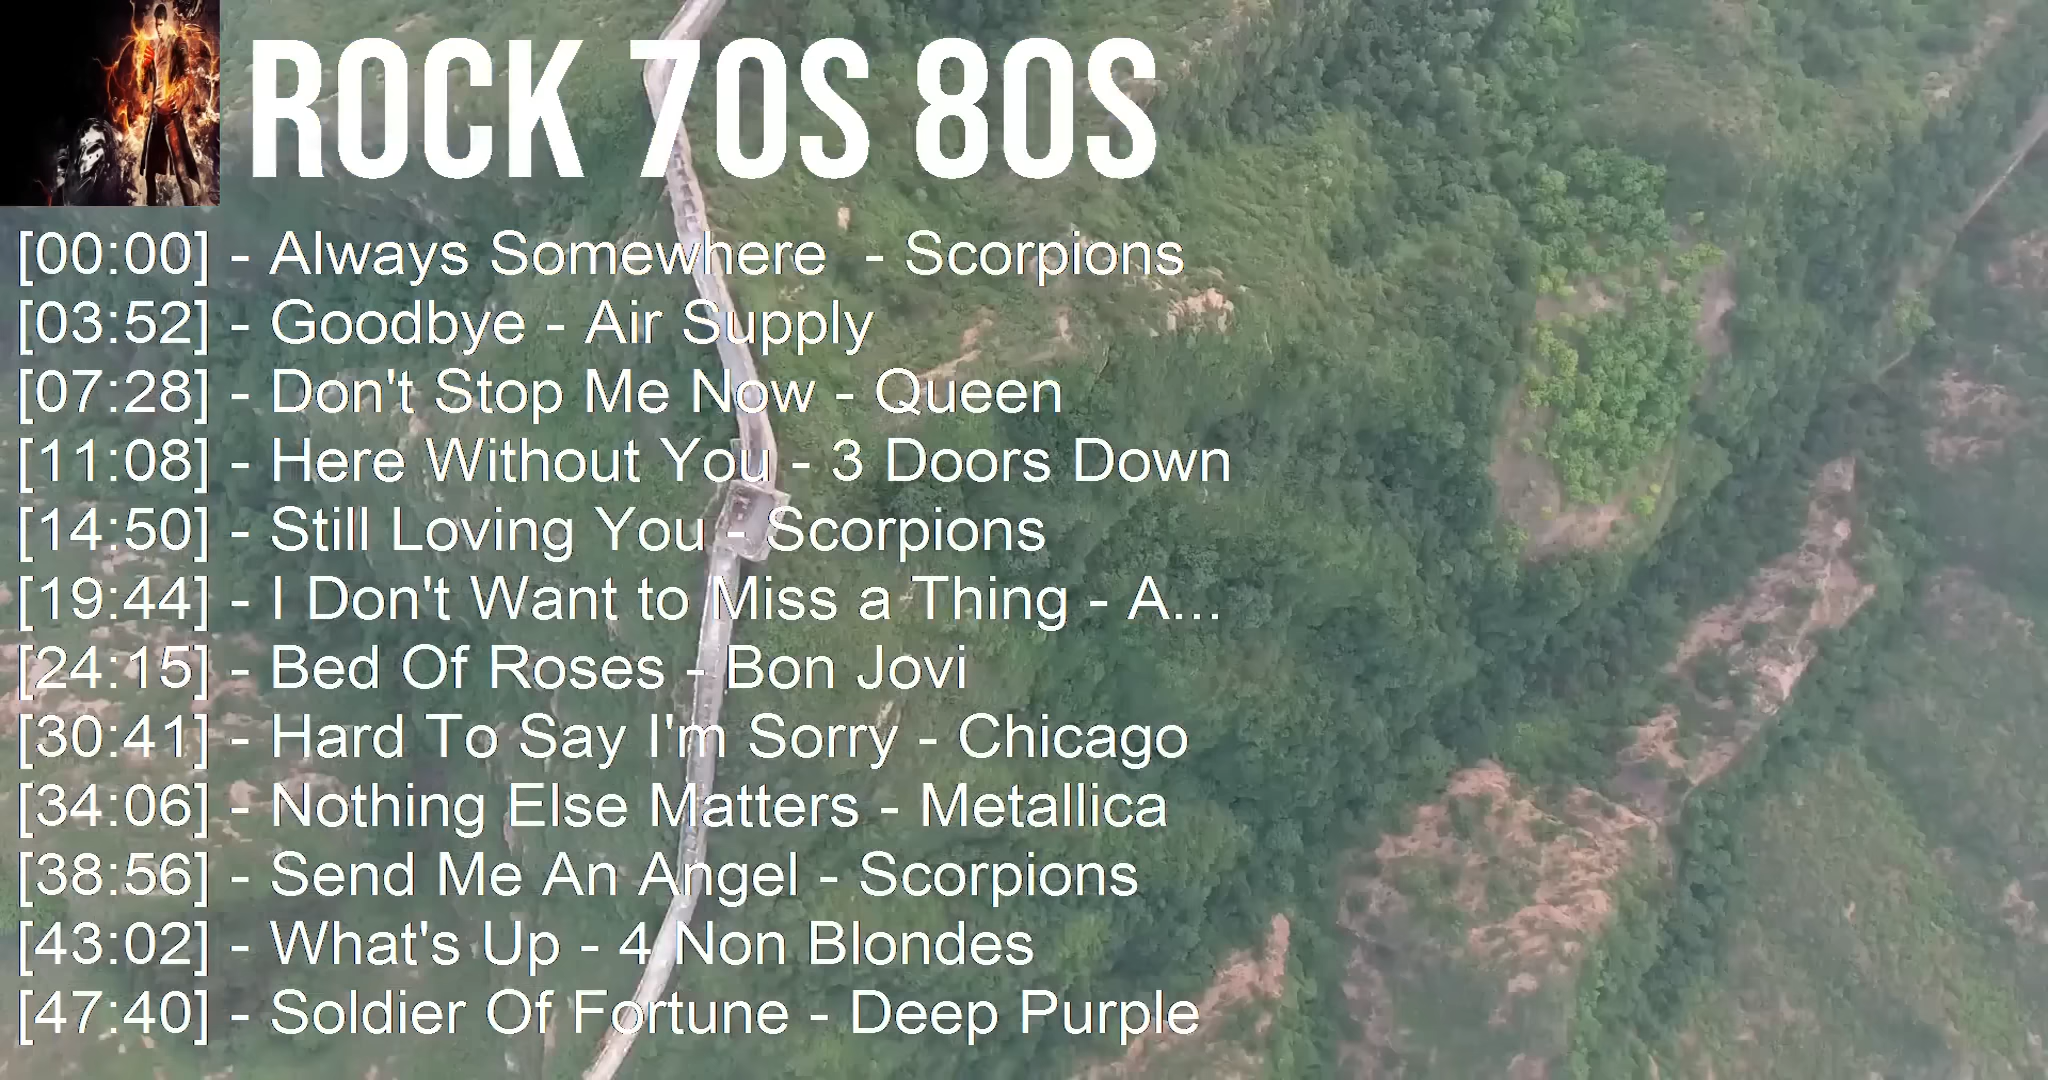 ROCK 70S 80S
[00:00] - Always Somewhere  - Scorpions
[03:52] - Goodbye - Air Supply
[07:28] - Don't Stop Me Now - Queen
[11:08] - Here Without You - 3 Doors Down
[14:50] - Still Loving You - Scorpions
[19:44] - I Don't Want to Miss a Thing - A...
[24:15] - Bed Of Roses - Bon Jovi
[30:41] - Hard To Say I'm Sorry - Chicago
[34:06] - Nothing Else Matters - Metallica
[38:56] - Send Me An Angel - Scorpions
[43:02] - What's Up - 4 Non Blondes
[47:40] - Soldier Of Fortune - Deep Purple